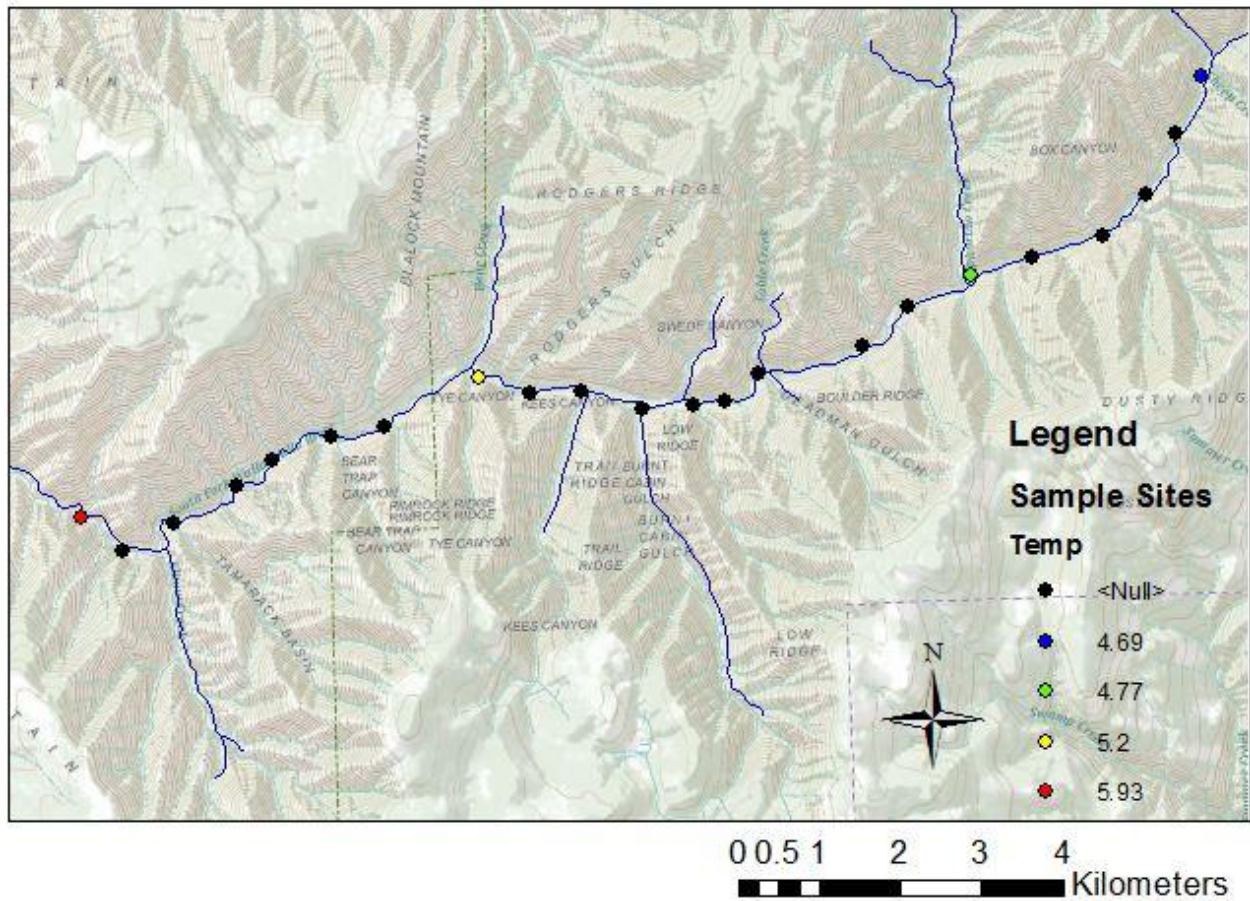 TAIN
BOX CANYON
BLALOCK MOUNTAIN
RODGERS RIDGE
RODGERS GULCH
SWEDE CANYON
TYE CANYON
KEES CANYON
BOULDER RIDGE
DUSTY RIDG
DEADMAN GULCH
LOW
RIDGE
BEAR
TRAP
CANYON
TRAIL
RIDGE
BURNT
CABIN
GULCH
RIMROCK RIDGE
RIMROCK RIDGE
BEAR TRAP
CANYON
TYE CANYON
BURNT
CABIN
GULCH
TRAIL
RIDGE
TAMARACK BASIN
KEES CANYON
LOW
RIDGE
TAIN
Swamp Creek
Legend
Sample Sites
Temp
<Null>
4.69
4.77
5.2
5.93
N
0 0.5 1 2 3 4
Kilometers